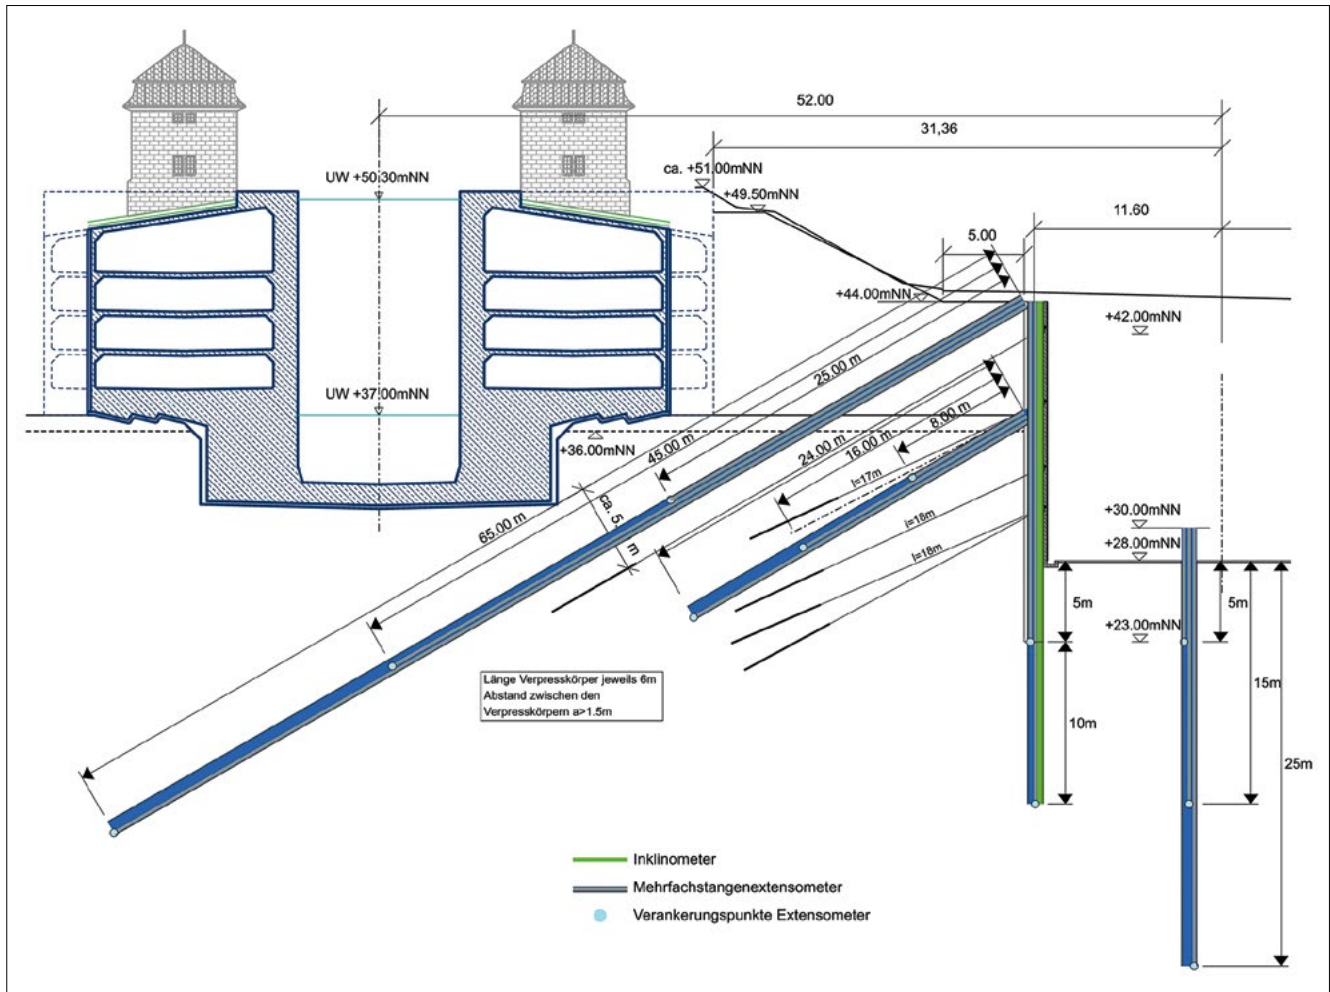 52.00
31,36
ca. +51.00mNN
UW +50.30mNN
+49.50mNN
11.60
5.00
+44.00mNN
+42.00mNN
25.00 m
UW +37.00mNN
8.00 m
+36.00mNN
45.00 m
24.00 m
16.00 m
l=17m
65.00 m
ca. 5. m
l=18m
l=18m
+30.00mNN
+28.00mNN
5m
5m
+23.00mNN
Länge Verpresskörper jeweils 6m
Abstand zwischen den
Verpresskörpern a>1.5m
15m
10m
25m
Inklinometer
Mehrfachstangenextensometer
Verankerungspunkte Extensometer